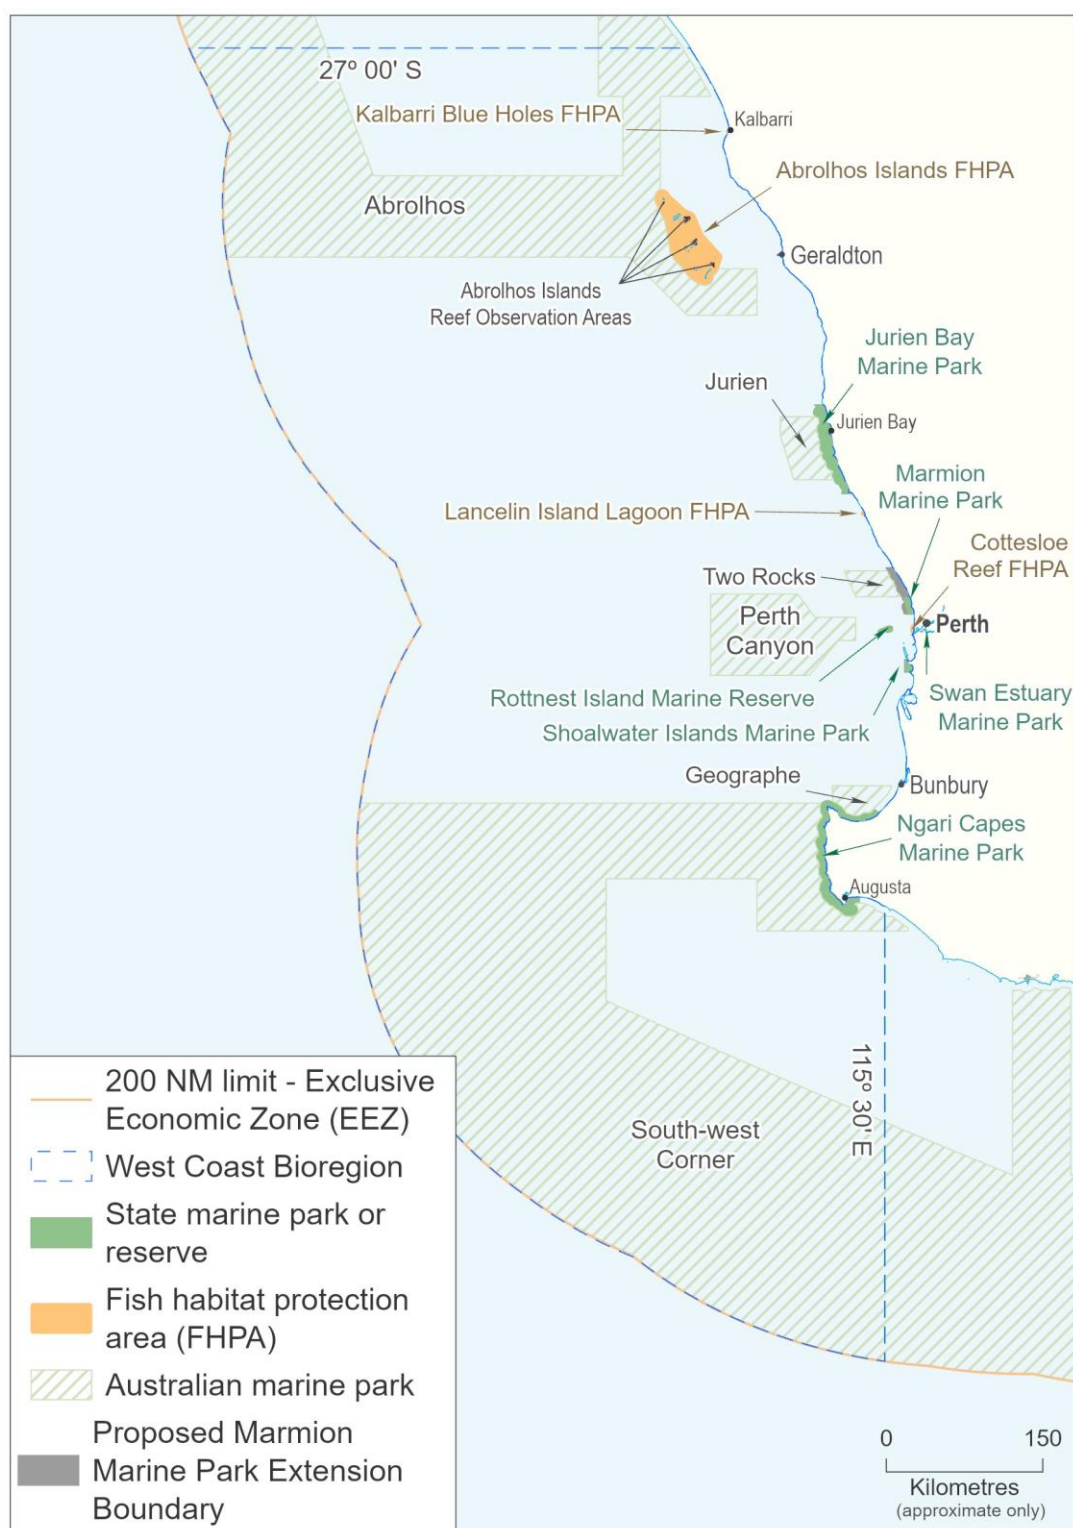 27º 00' S
Kalbarri Blue Holes FHPA
Kalbarri
Abrolhos Islands FHPA
Abrolhos
Geraldton
Abrolhos Islands
Reef Observation Areas
Jurien Bay
Marine Park
Jurien
Jurien Bay
Marmion
Marine Park
Lancelin Island Lagoon FHPA
Cottesloe
Reef FHPA
Two Rocks
Perth
Canyon
Perth
Rottnest Island Marine Reserve
Swan Estuary
Marine Park
Shoalwater Islands Marine Park
Geographe
Bunbury
Ngari Capes
Marine Park
Augusta
115º 30' E
South-west
Corner
200 NM limit - Exclusive
Economic Zone (EEZ)
West Coast Bioregion
State marine park or
reserve
Fish habitat protection
area (FHPA)
Australian marine park
Proposed Marmion
Marine Park Extension
Boundary
0 150
Kilometres
(approximate only)